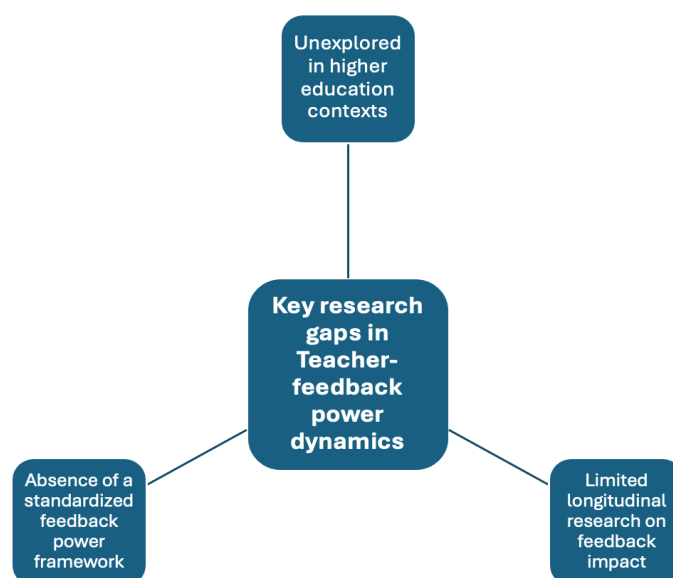 Unexplored
in higher
education
contexts
Key research
gaps in
Teacher-
feedback
power
dynamics
Absence of a
standardized
feedback
power
framework
Limited
longitudinal
research on
feedback
impact